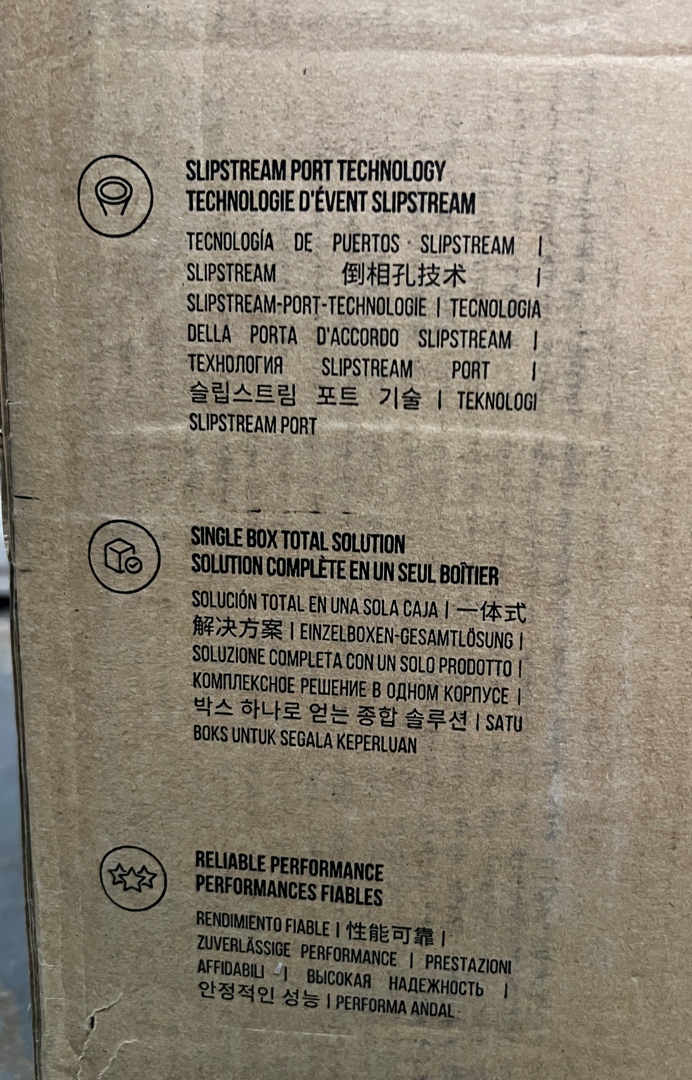 SLIPSTREAM PORT TECHNOLOGY
TECHNOLOGIE D'ÉVENT SLIPSTREAM
TECNOLOGÍA DE PUERTOS SLIPSTREAM |
SLIPSTREAM 倒相孔技术 |
SLIPSTREAM-PORT-TECHNOLOGIE | TECNOLOGIA
DELLA PORTA D'ACCORDO SLIPSTREAM |
ТЕХНОЛОГИЯ SLIPSTREAM PORT |
슬립스트림 포트 기술 | TEKNOLOGI
SLIPSTREAM PORT
SINGLE BOX TOTAL SOLUTION
SOLUTION COMPLÈTE EN UN SEUL BOÎTIER
SOLUCIÓN TOTAL EN UNA SOLA CAJA | 一体式
解决方案 | EINZELBOXEN-GESAMTLÖSUNG |
SOLUZIONE COMPLETA CON UN SOLO PRODOTTO |
КОМПЛЕКСНОЕ РЕШЕНИЕ В ОДНОМ КОРПУСЕ |
박스 하나로 얻는 종합 솔루션 | SATU
BOKS UNTUK SEGALA KEPERLUAN
RELIABLE PERFORMANCE
PERFORMANCES FIABLES
RENDIMIENTO FIABLE | 性能可靠 |
ZUVERLÄSSIGE PERFORMANCE | PRESTAZIONI
AFFIDABILI | ВЫСОКАЯ НАДЕЖНОСТЬ |
안정적인 성능 | PERFORMA ANDAL